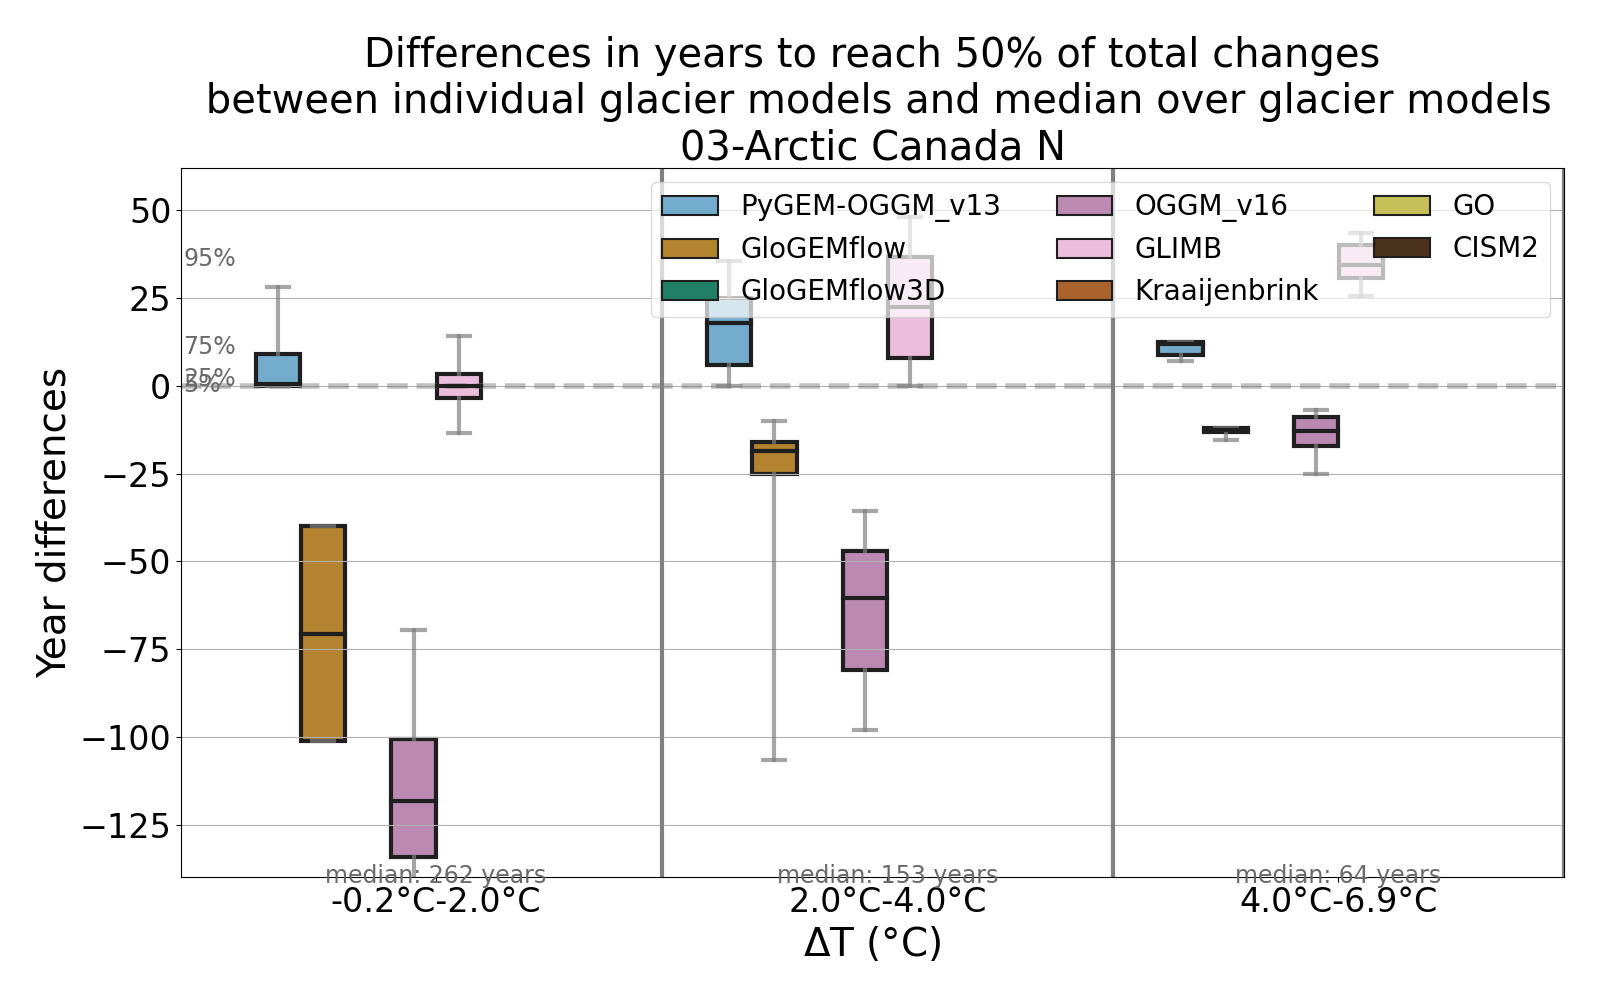 Differences in years to reach 50% of total changes
between individual glacier models and median over glacier models
03-Arctic Canada N
PyGEM-OGGM_v13
GloGEMflow
GloGEMflow3D
OGGM_v16
GLIMB
Kraaijenbrink
GO
CISM2
Year differences
50
25
0
−25
−50
−75
−100
−125
95%
75%
25%
5%
median: 262 years
median: 153 years
median: 64 years
-0.2°C-2.0°C
2.0°C-4.0°C
4.0°C-6.9°C
ΔT (°C)